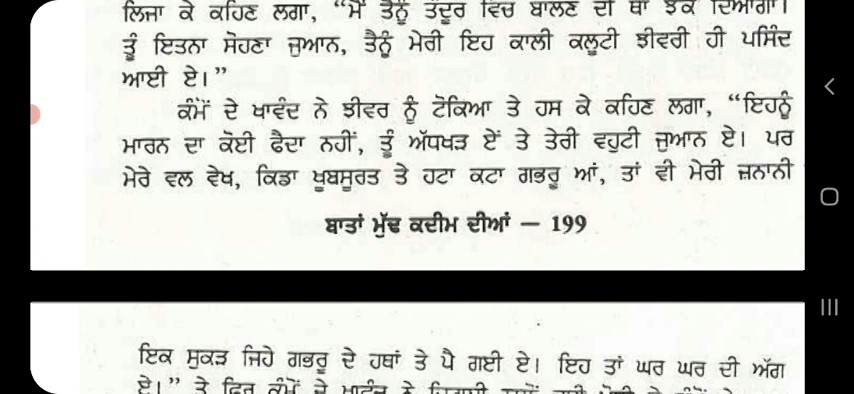 ਲਿਜਾ ਕੇ ਕਹਿਣ ਲਗਾ, “ਮੈਂ ਤੈਨੂੰ ਤੰਦੂਰ ਵਿਚ ਬਾਲਣ ਦੀ ਥਾਂ ਝੋਕ ਦਿਆਂਗਾ।
ਤੂੰ ਇਤਨਾ ਸੋਹਣਾ ਜੁਆਨ, ਤੈਨੂੰ ਮੇਰੀ ਇਹ ਕਾਲੀ ਕਲੂਟੀ ਝੀਵਰੀ ਹੀ ਪਸਿੰਦ
ਆਈ ਏ।”
ਕੰਮੋਂ ਦੇ ਖਾਵੰਦ ਨੇ ਝੀਵਰ ਨੂੰ ਟੋਕਿਆ ਤੇ ਹਸ ਕੇ ਕਹਿਣ ਲਗਾ, “ਇਹਨੂੰ
ਮਾਰਨ ਦਾ ਕੋਈ ਫੈਦਾ ਨਹੀਂ, ਤੂੰ ਅੱਧਖੜ ਏਂ ਤੇ ਤੇਰੀ ਵਹੁਟੀ ਜੁਆਨ ਏ। ਪਰ
ਮੇਰੇ ਵਲ ਵੇਖ, ਕਿਡਾ ਖੂਬਸੂਰਤ ਤੇ ਹਟਾ ਕਟਾ ਗਭਰੂ ਆਂ, ਤਾਂ ਵੀ ਮੇਰੀ ਜ਼ਨਾਨੀ
ਬਾਤਾਂ ਮੁੱਢ ਕਦੀਮ ਦੀਆਂ — 199
ਇਕ ਸੁਕੜ ਜਿਹੇ ਗਭਰੂ ਦੇ ਹਥਾਂ ਤੇ ਪੈ ਗਈ ਏ। ਇਹ ਤਾਂ ਘਰ ਘਰ ਦੀ ਅੱਗ
ਏ।” ਤੇ ਫਿਰ ਕੰਮੋਂ ਦੇ ਖਾਵੰਦ ਨੇ